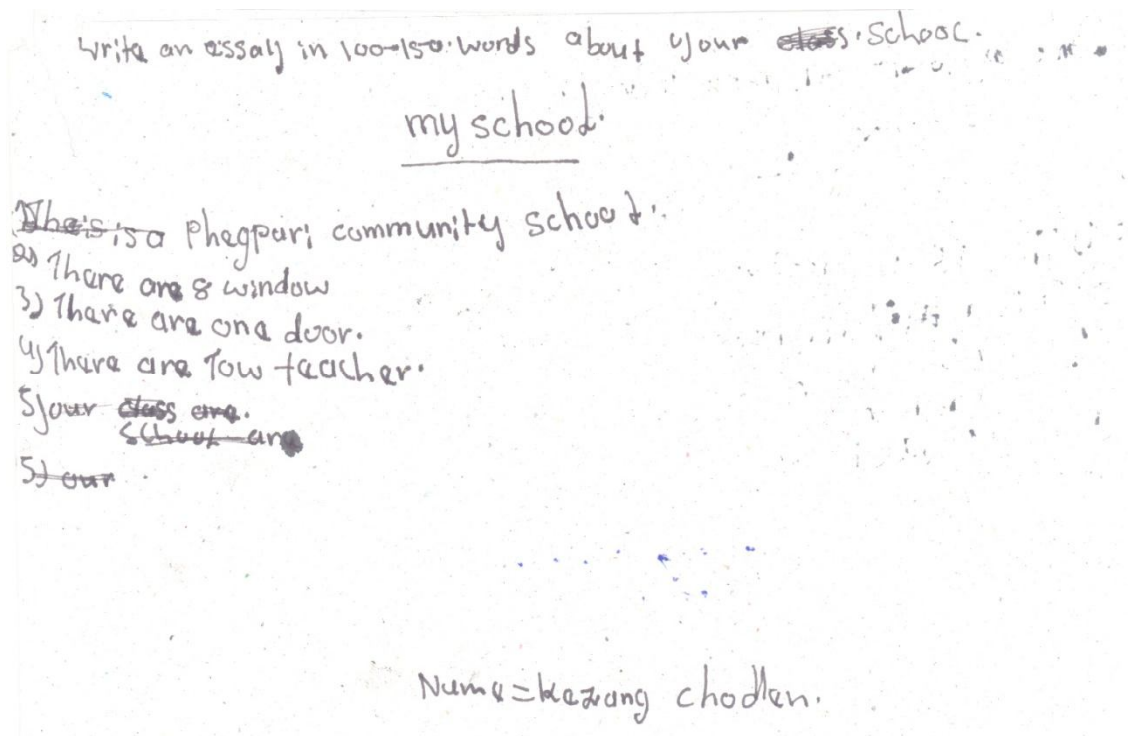 write an essay in 100-150 words about your class. school.
my school.
Theis is a Phegpari community school.
2) There are 8 window
3) There are one door.
4) There are Tow teacher.
5) our class are.
school are
5) our
Name = kezang chodten.